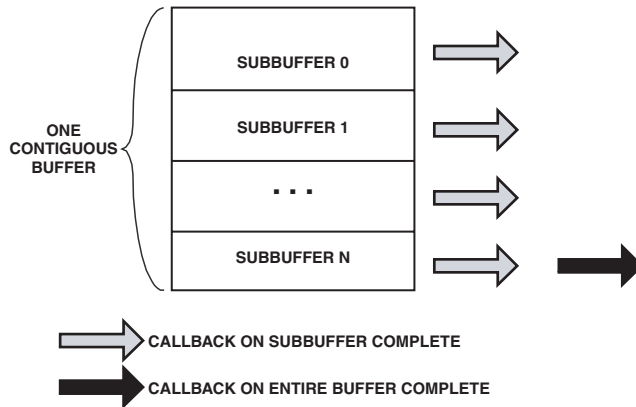 SUBBUFFER 0
ONE
CONTIGUOUS
BUFFER
SUBBUFFER 1
...
SUBBUFFER N
CALLBACK ON SUBBUFFER COMPLETE
CALLBACK ON ENTIRE BUFFER COMPLETE